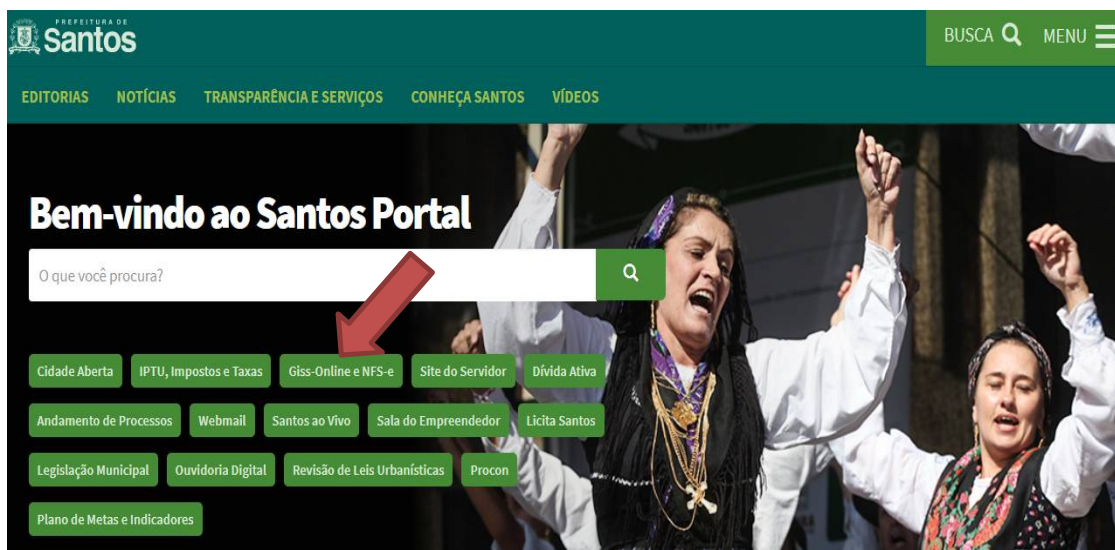 PREFEITURA DE
Santos
BUSCA MENU
EDITORIAS NOTÍCIAS TRANSPARÊNCIA E SERVIÇOS CONHEÇA SANTOS VÍDEOS
Bem-vindo ao Santos Portal
O que você procura?
Cidade Aberta IPTU, Impostos e Taxas Giss-Online e NFS-e Site do Servidor Dívida Ativa
Andamento de Processos Webmail Santos ao Vivo Sala do Empreendedor Licita Santos
Legislação Municipal Ouvidoria Digital Revisão de Leis Urbanísticas Procon
Plano de Metas e Indicadores